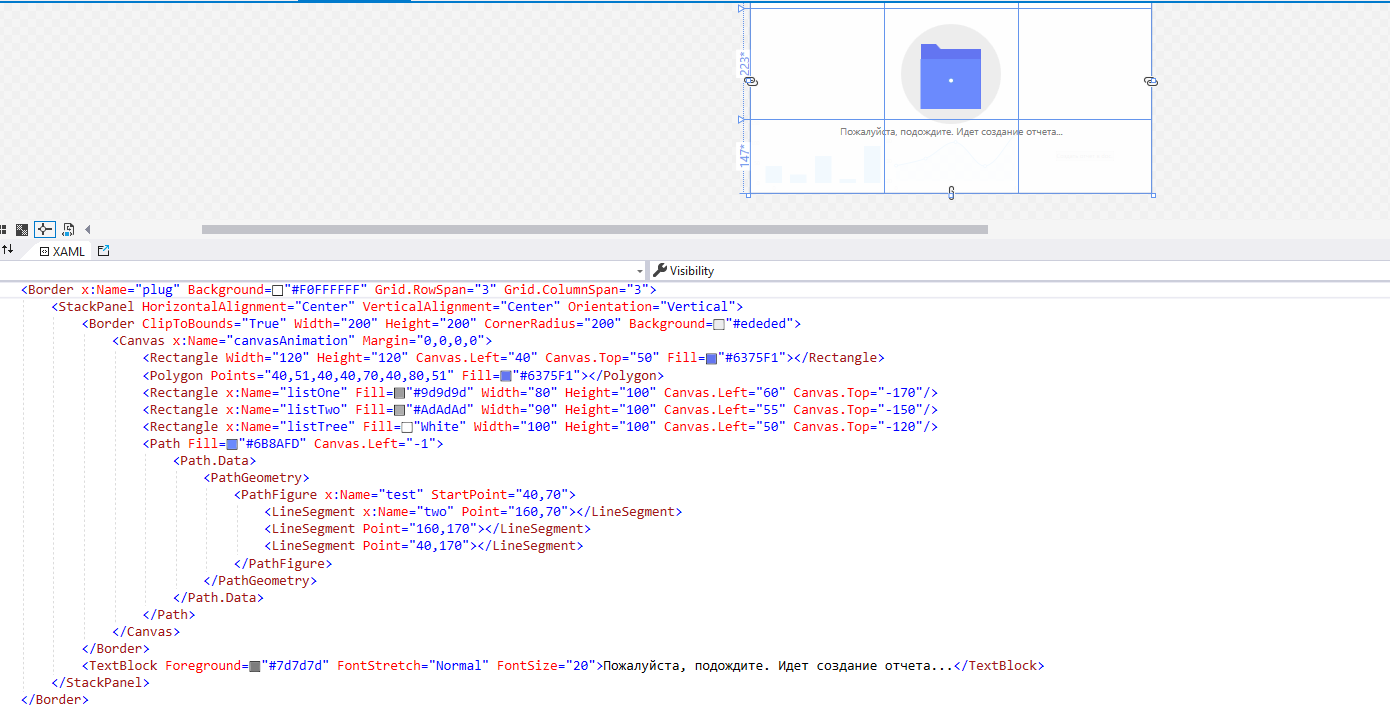 223*
Пожалуйста, подождите. Идет создание отчета...
147*
XAML
Visibility
<Border x:Name="plug" Background="#F0FFFFFF" Grid.RowSpan="3" Grid.ColumnSpan="3">
<StackPanel HorizontalAlignment="Center" VerticalAlignment="Center" Orientation="Vertical">
<Border ClipToBounds="True" Width="200" Height="200" CornerRadius="200" Background="#ededed">
<Canvas x:Name="canvasAnimation" Margin="0,0,0,0">
<Rectangle Width="120" Height="120" Canvas.Left="40" Canvas.Top="50" Fill="#6375F1"></Rectangle>
<Polygon Points="40,51,40,40,70,40,80,51" Fill="#6375F1"></Polygon>
<Rectangle x:Name="listOne" Fill="#9d9d9d" Width="80" Height="100" Canvas.Left="60" Canvas.Top="-170"/>
<Rectangle x:Name="listTwo" Fill="#AdAdAd" Width="90" Height="100" Canvas.Left="55" Canvas.Top="-150"/>
<Rectangle x:Name="listTree" Fill="White" Width="100" Height="100" Canvas.Left="50" Canvas.Top="-120"/>
<Path Fill="#6B8AFD" Canvas.Left="-1">
<Path.Data>
<PathGeometry>
<PathFigure x:Name="test" StartPoint="40,70">
<LineSegment x:Name="two" Point="160,70"></LineSegment>
<LineSegment Point="160,170"></LineSegment>
<LineSegment Point="40,170"></LineSegment>
</PathFigure>
</PathGeometry>
</Path.Data>
</Path>
</Canvas>
</Border>
<TextBlock Foreground="#7d7d7d" FontStretch="Normal" FontSize="20">Пожалуйста, подождите. Идет создание отчета...</TextBlock>
</StackPanel>
</Border>